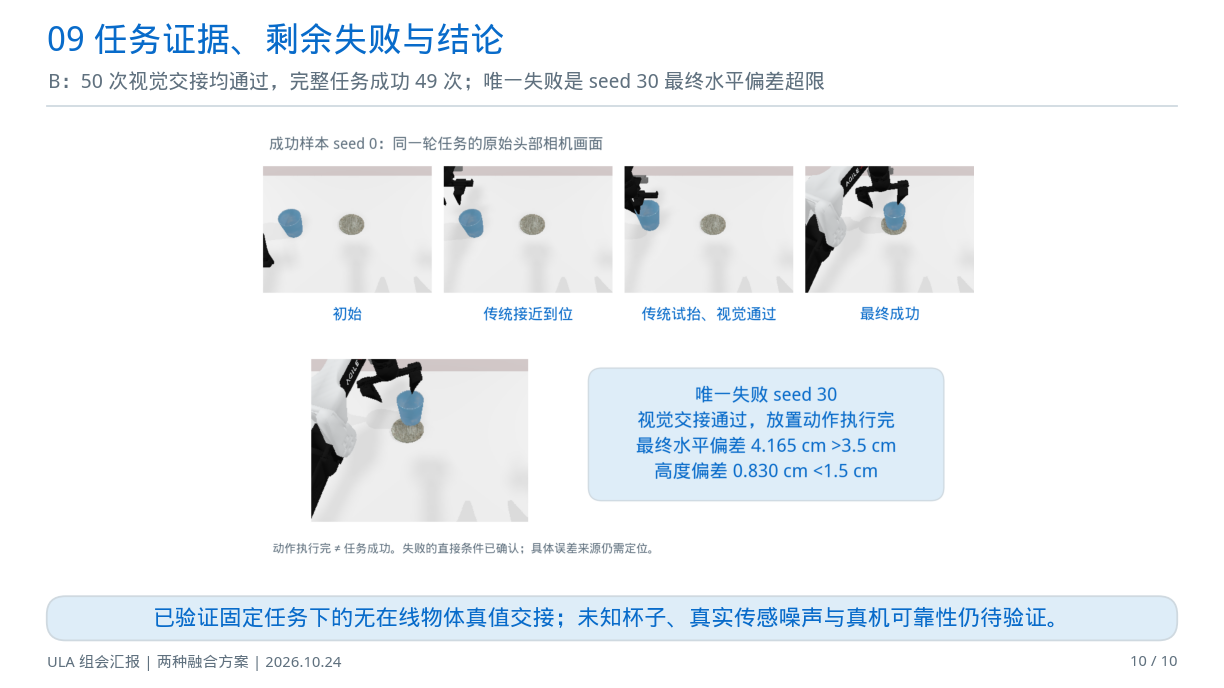 09 任务证据、剩余失败与结论
B：50 次视觉交接均通过，完整任务成功 49 次；唯一失败是 seed 30 最终水平偏差超限
成功样本 seed 0：同一轮任务的原始头部相机画面
AGILE
初始
传统接近到位
传统试抬、视觉通过
最终成功
AGILE
唯一失败 seed 30
视觉交接通过，放置动作执行完
最终水平偏差 4.165 cm >3.5 cm
高度偏差 0.830 cm <1.5 cm
动作执行完 ≠ 任务成功。失败的直接条件已确认；具体误差来源仍需定位。
已验证固定任务下的无在线物体真值交接；未知杯子、真实传感噪声与真机可靠性仍待验证。
ULA 组会汇报 | 两种融合方案 | 2026.10.24
10 / 10